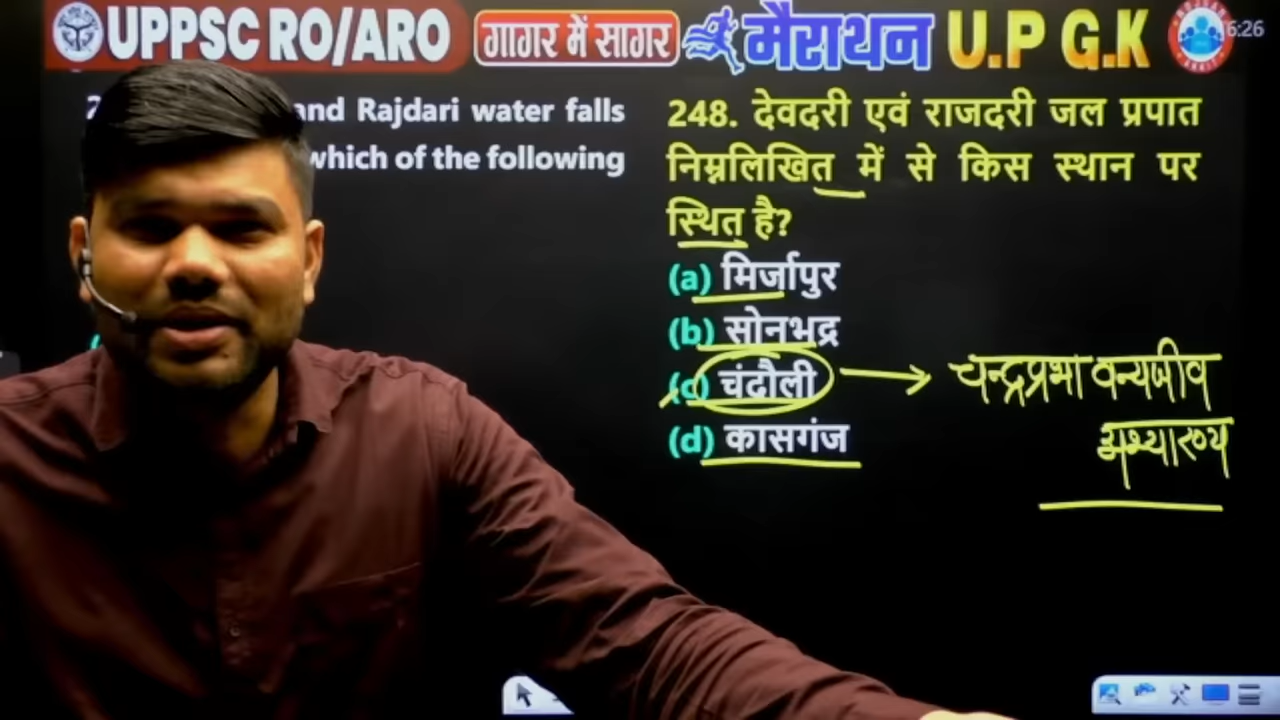 UPPSC RO/ARO गागर में सागर मैराथन U.P G.K
6:26
and Rajdari water falls
which of the following
248. देवदरी एवं राजदरी जल प्रपात
निम्नलिखित में से किस स्थान पर
स्थित है?
(a) मिर्जापुर
(b) सोनभद्र
(c) चंदौली
(d) कासगंज
चन्द्रप्रभा वन्यजीव
अभ्यारण्य